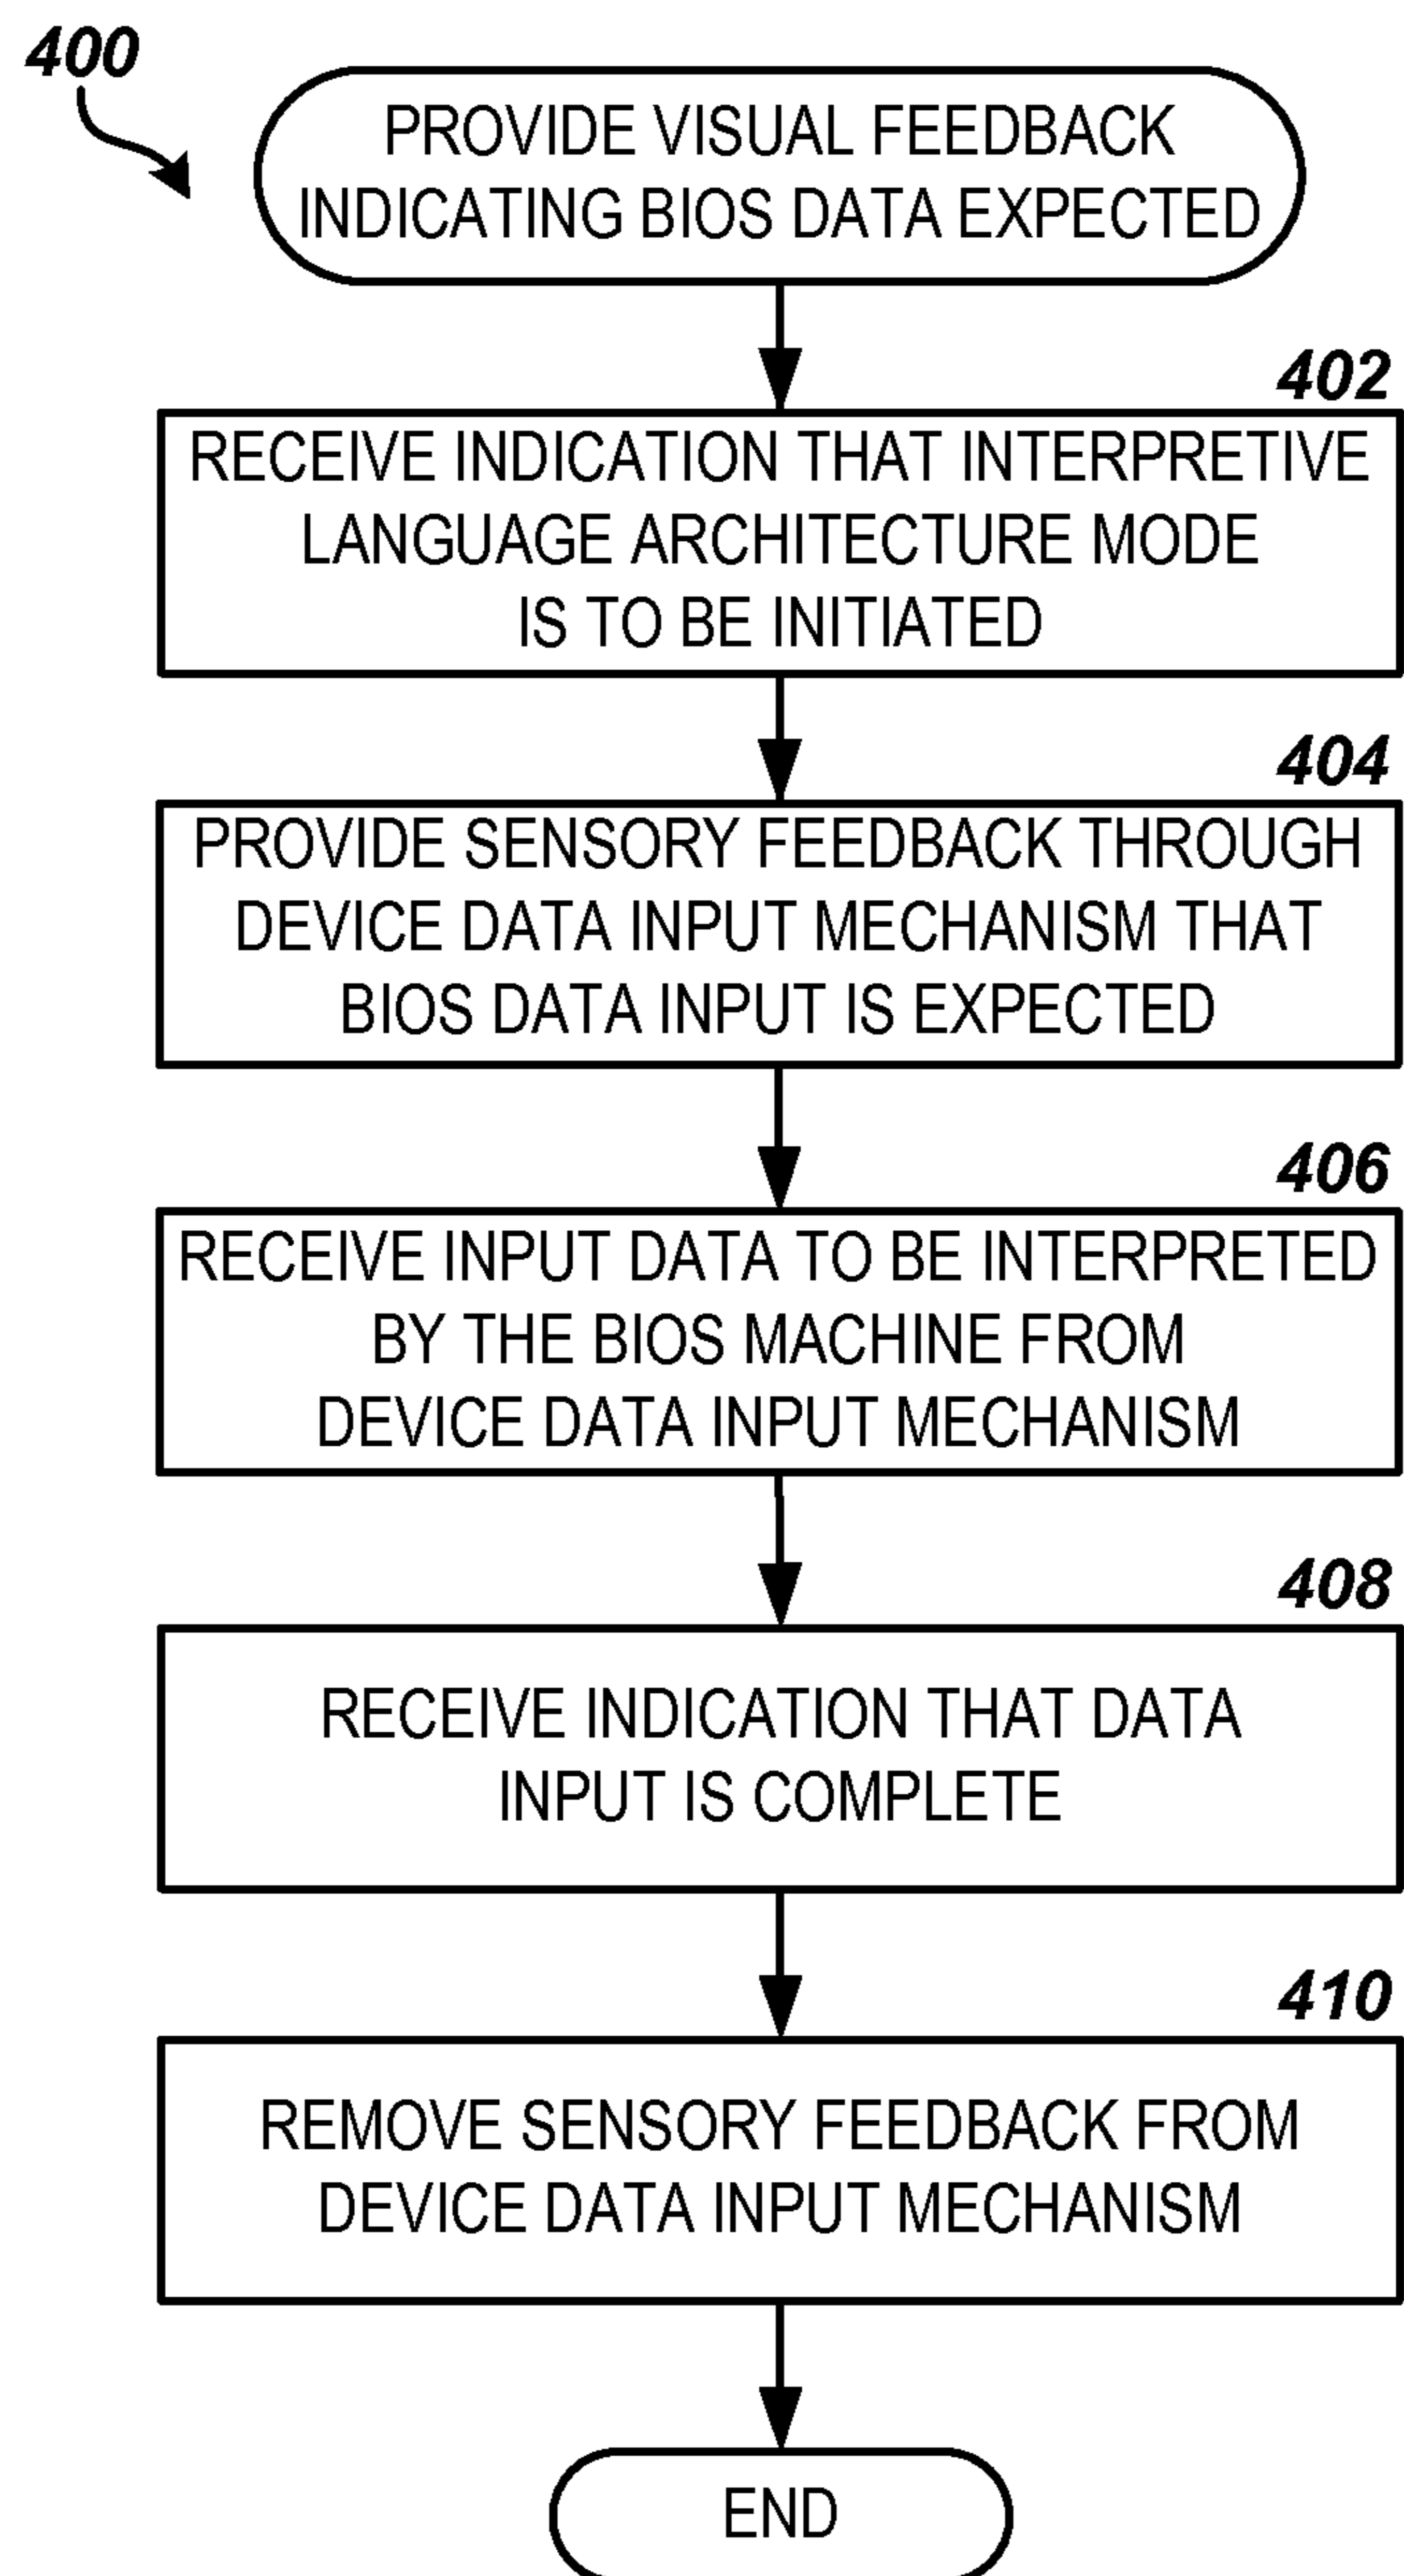 400
PROVIDE VISUAL FEEDBACK
INDICATING BIOS DATA EXPECTED
402
RECEIVE INDICATION THAT INTERPRETIVE
LANGUAGE ARCHITECTURE MODE
IS TO BE INITIATED
404
PROVIDE SENSORY FEEDBACK THROUGH
DEVICE DATA INPUT MECHANISM THAT
BIOS DATA INPUT IS EXPECTED
406
RECEIVE INPUT DATA TO BE INTERPRETED
BY THE BIOS MACHINE FROM
DEVICE DATA INPUT MECHANISM
408
RECEIVE INDICATION THAT DATA
INPUT IS COMPLETE
410
REMOVE SENSORY FEEDBACK FROM
DEVICE DATA INPUT MECHANISM
END